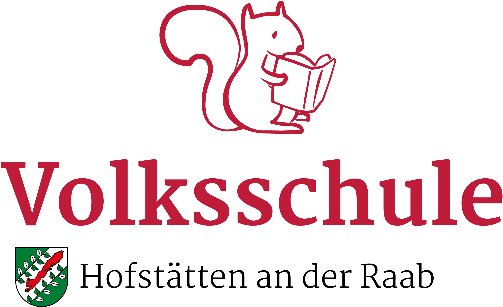 Volksschule
Hofstätten an der Raab